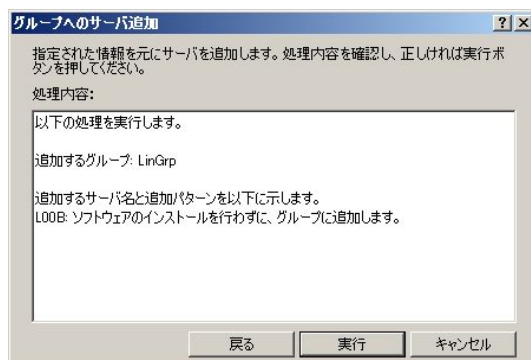 グループへのサーバ追加
指定された情報を元にサーバを追加します。処理内容を確認し、正しければ実行ボ
タンを押してください。
処理内容:
以下の処理を実行します。
追加するグループ: LinGrp
追加するサーバ名と追加パターンを以下に示します。
L00B: ソフトウェアのインストールを行わずに、グループに追加します。
戻る
実行
キャンセル